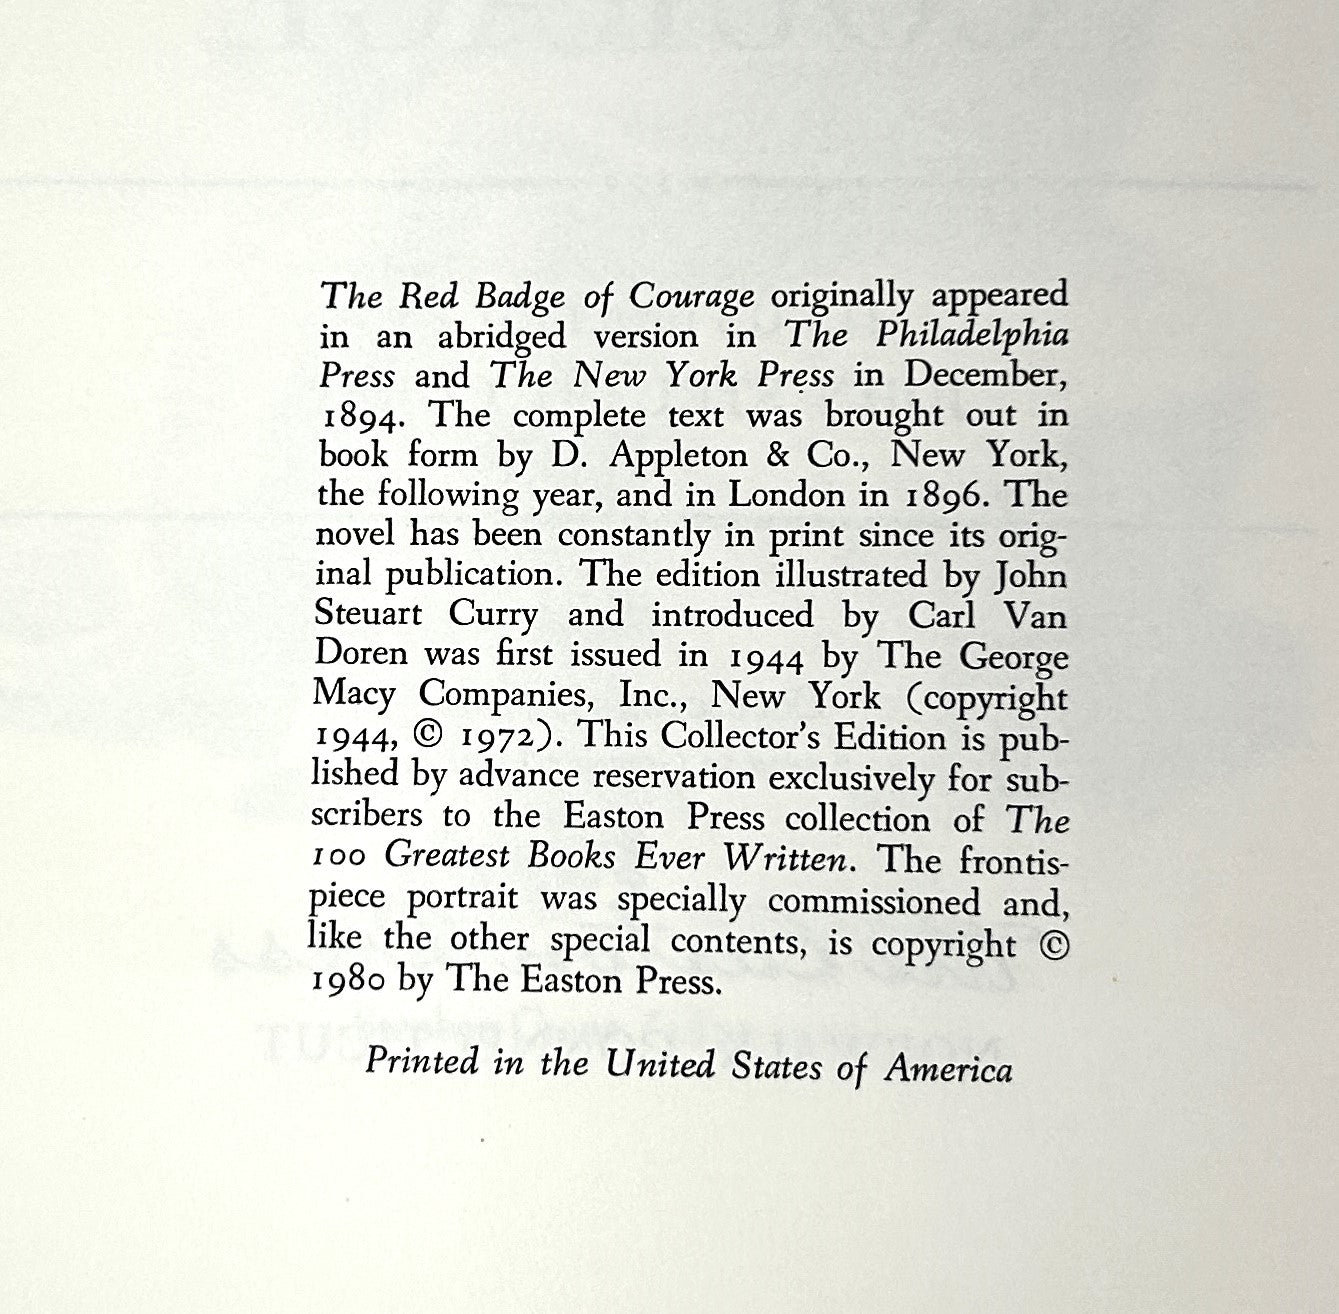 The Red Badge of Courage originally appeared
in an abridged version in The Philadelphia
Press and The New York Press in December,
1894. The complete text was brought out in
book form by D. Appleton & Co., New York,
the following year, and in London in 1896. The
novel has been constantly in print since its orig-
inal publication. The edition illustrated by John
Steuart Curry and introduced by Carl Van
Doren was first issued in 1944 by The George
Macy Companies, Inc., New York (copyright
1944, © 1972). This Collector's Edition is pub-
lished by advance reservation exclusively for sub-
scribers to the Easton Press collection of The
100 Greatest Books Ever Written. The frontis-
piece portrait was specially commissioned and,
like the other special contents, is copyright ©
1980 by The Easton Press.
Printed in the United States of America